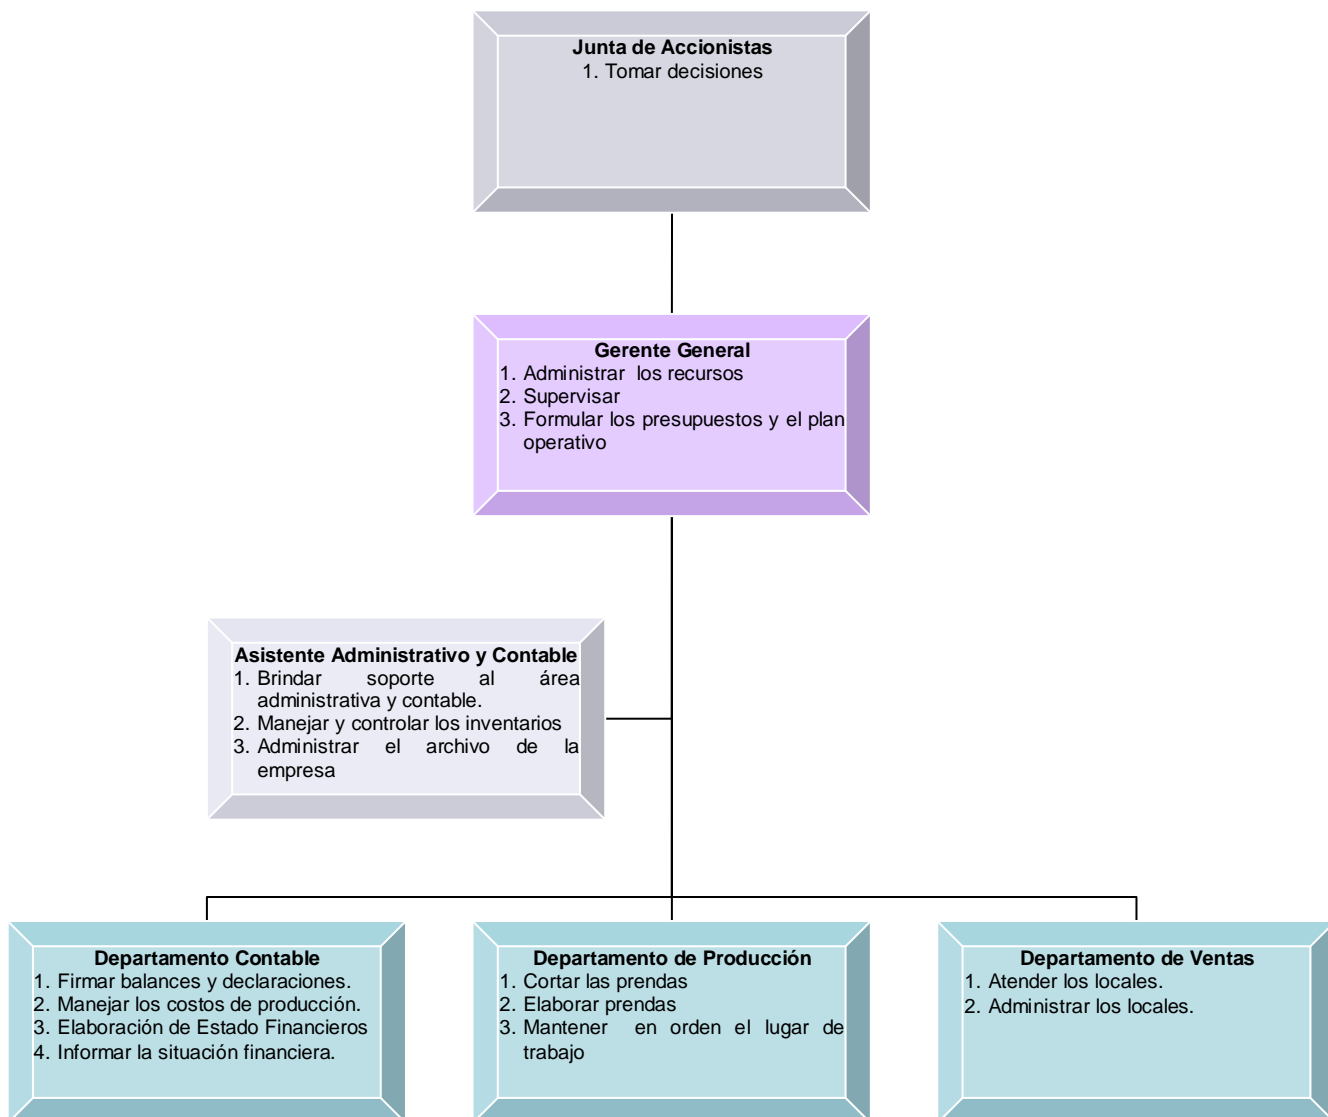 Junta de Accionistas
1. Tomar decisiones
Gerente General
1. Administrar los recursos
2. Supervisar
3. Formular los presupuestos y el plan
operativo
Asistente Administrativo y Contable
1. Brindar soporte al área
administrativa y contable.
2. Manejar y controlar los inventarios
3. Administrar el archivo de la
empresa
Departamento Contable
1. Firmar balances y declaraciones.
2. Manejar los costos de producción.
3. Elaboración de Estado Financieros
4. Informar la situación financiera.
Departamento de Producción
1. Cortar las prendas
2. Elaborar prendas
3. Mantener en orden el lugar de
trabajo
Departamento de Ventas
1. Atender los locales.
2. Administrar los locales.